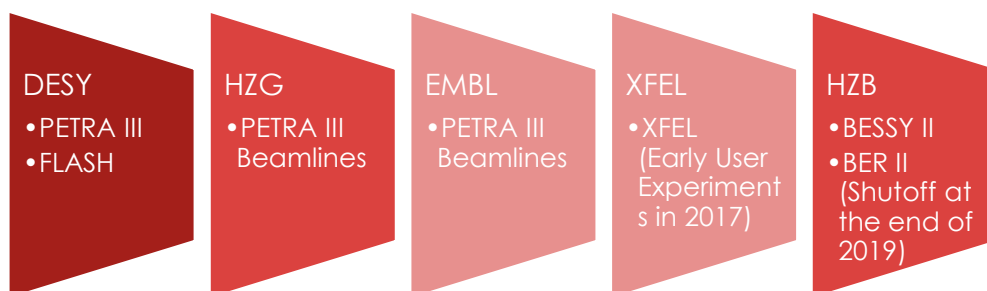 DESY
•PETRA III
•FLASH
HZG
•PETRA III
Beamlines
EMBL
•PETRA III
Beamlines
XFEL
•XFEL
(Early User
Experiment
s in 2017)
HZB
•BESSY II
•BER II
(Shutoff at
the end of
2019)